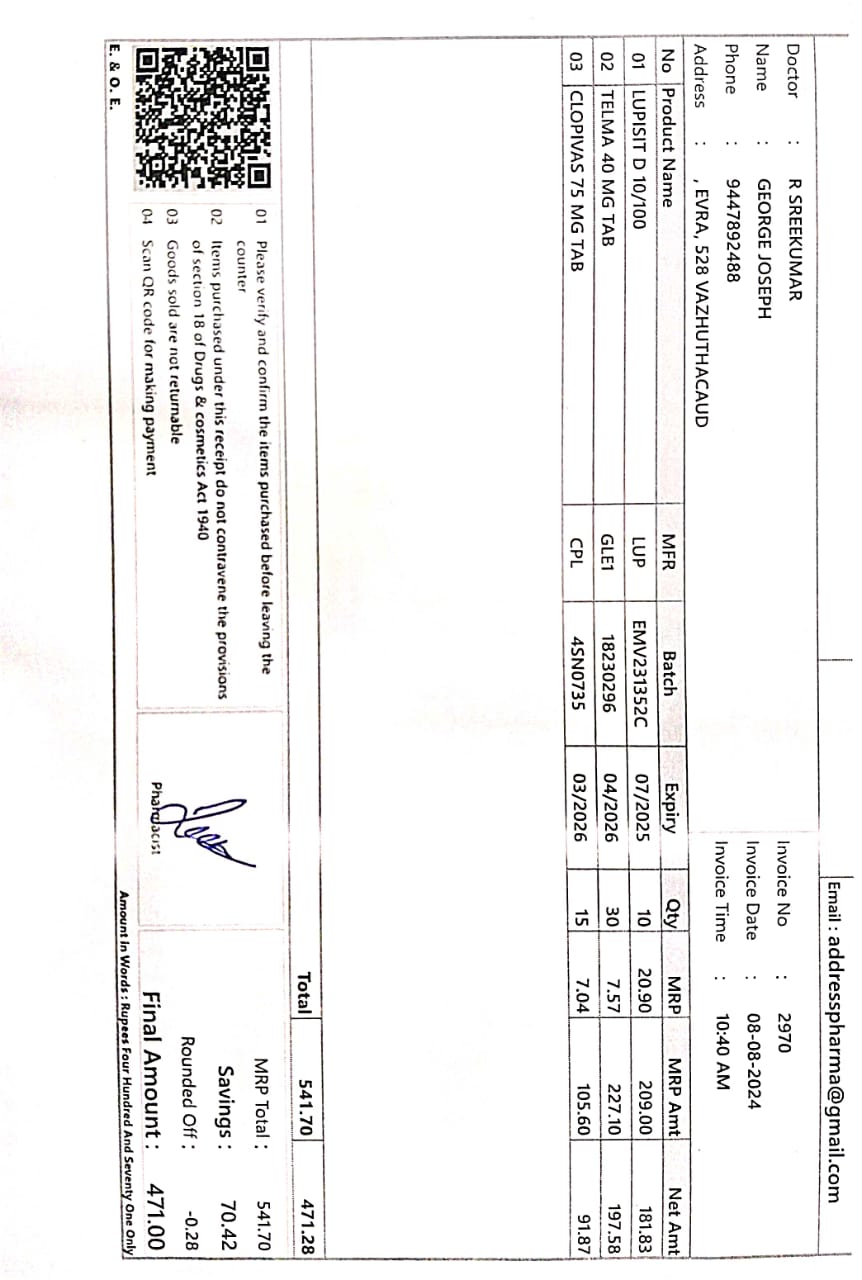 Email : addresspharma@gmail.com
Doctor : R SREEKUMAR
Name : GEORGE JOSEPH
Phone : 9447892488
Address : , EVRA, 528 VAZHUTHACAUD
Invoice No : 2970
Invoice Date : 08-08-2024
Invoice Time : 10:40 AM
No Product Name MFR Batch Expiry Qty MRP MRP Amt Net Amt
01 LUPISIT D 10/100 LUP EMV231352C 07/2025 10 20.90 209.00 181.83
02 TELMA 40 MG TAB GLE1 18230296 04/2026 30 7.57 227.10 197.58
03 CLOPIVAS 75 MG TAB CPL 4SN0735 03/2026 15 7.04 105.60 91.87
Total 541.70 471.28
01 Please verify and confirm the items purchased before leaving the
counter
02 Items purchased under this receipt do not contravene the provisions
of section 18 of Drugs & cosmetics Act 1940
03 Goods sold are not returnable
04 Scan QR code for making payment
Pharmacist
MRP Total : 541.70
Savings : 70.42
Rounded Off : -0.28
Final Amount : 471.00
Amount In Words : Rupees Four Hundred And Seventy One Only
E. & O. E.